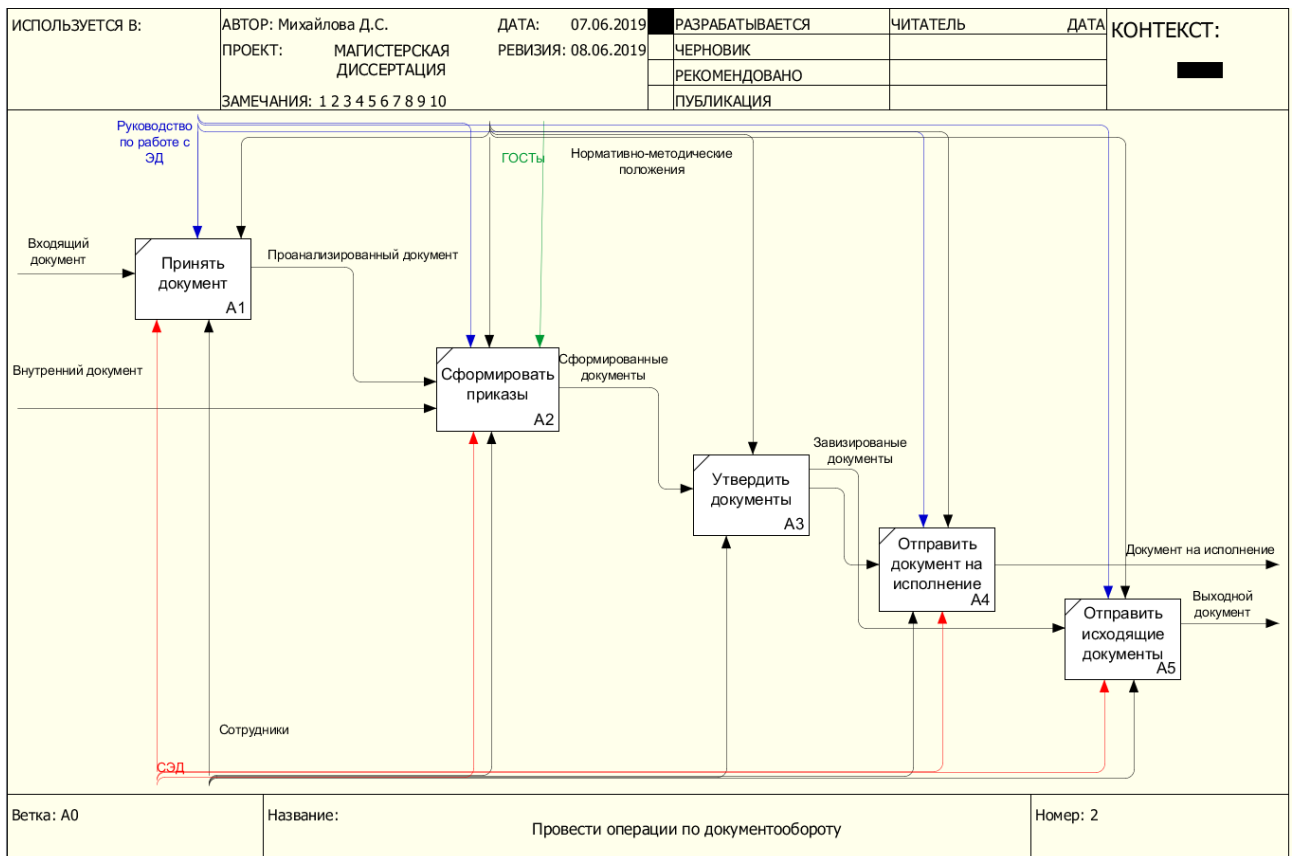 ИСПОЛЬЗУЕТСЯ В:
АВТОР: Михайлова Д.С.
ДАТА: 07.06.2019
ПРОЕКТ: МАГИСТЕРСКАЯ
ДИССЕРТАЦИЯ
РЕВИЗИЯ: 08.06.2019
ЗАМЕЧАНИЯ: 1 2 3 4 5 6 7 8 9 10
РАЗРАБАТЫВАЕТСЯ
ЧЕРНОВИК
РЕКОМЕНДОВАНО
ПУБЛИКАЦИЯ
ЧИТАТЕЛЬ
ДАТА
КОНТЕКСТ:
Руководство
по работе с
ЭД
ГОСТы
Нормативно-методические
положения
Входящий
документ
Принять
документ
A1
Проанализированный документ
Внутренний документ
Сформировать
приказы
A2
Сформированные
документы
Утвердить
документы
A3
Завизированые
документы
Отправить
документ на
исполнение
A4
Документ на исполнение
Отправить
исходящие
документы
A5
Выходной
документ
Сотрудники
СЭД
Ветка: A0
Название:
Провести операции по документообороту
Номер: 2